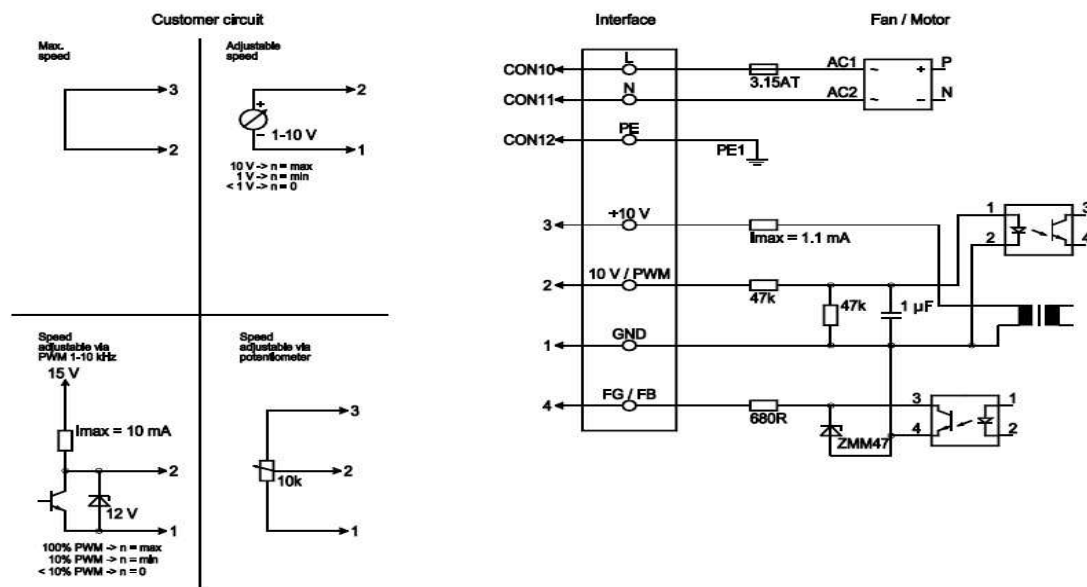 Customer circuit
Interface
Fan / Motor
Max.
speed
3
2
Adjustable
speed
2
+
–
1-10 V
1
10 V -> n = max
1 V -> n = min
< 1 V -> n = 0
Speed
adjustable via
PWM 1-10 kHz
15 V
Imax = 10 mA
2
12 V
1
100% PWM -> n = max
10% PWM -> n = min
< 10% PWM -> n = 0
Speed
adjustable via
potentiometer
3
2
10k
1
CON10
L
3.15AT
AC1
~
+
P
CON11
N
AC2
~
–
N
CON12
PE
PE1
3
+10 V
Imax = 1.1 mA
1
2
3
4
2
10 V / PWM
47k
47k
1 µF
1
GND
4
FG / FB
680R
ZMM47
3
4
1
2